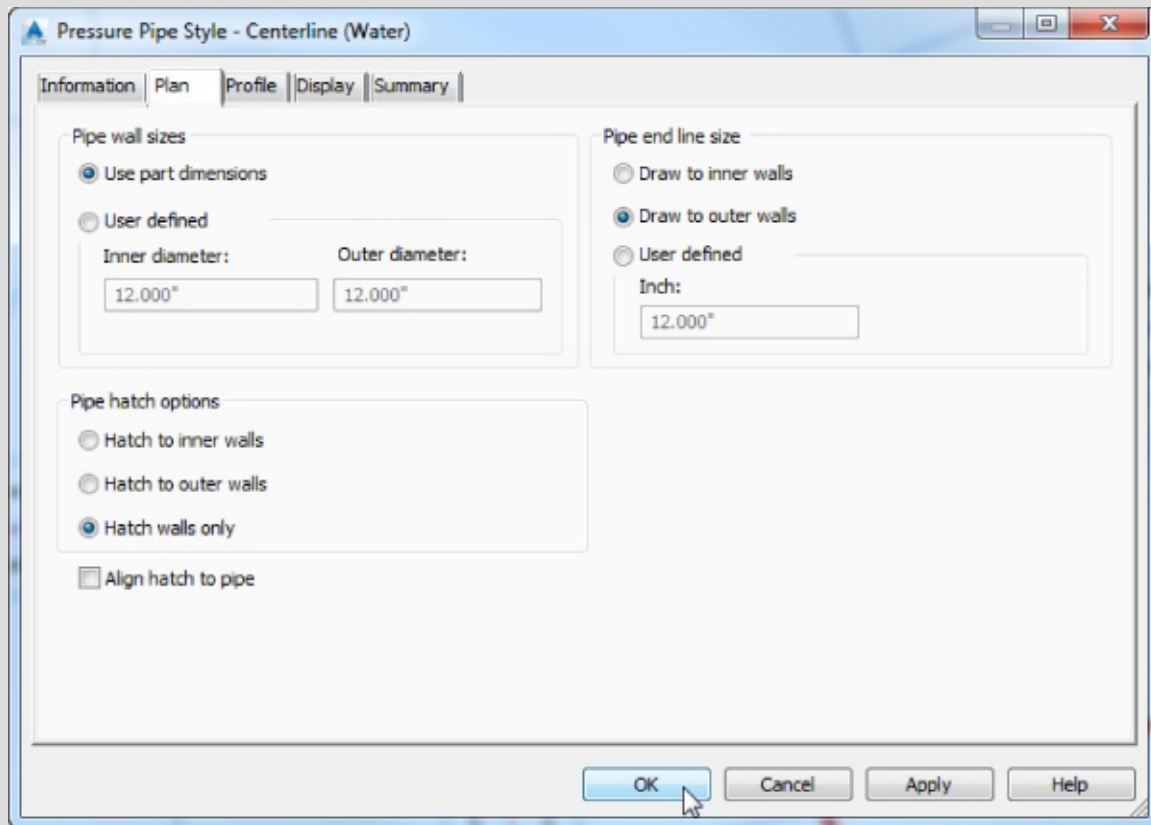 Pressure Pipe Style - Centerline (Water)
Information Plan Profile Display Summary
Pipe wall sizes
Use part dimensions
User defined
Inner diameter: Outer diameter:
12.000" 12.000"
Pipe end line size
Draw to inner walls
Draw to outer walls
User defined
Inch:
12.000"
Pipe hatch options
Hatch to inner walls
Hatch to outer walls
Hatch walls only
Align hatch to pipe
OK Cancel Apply Help